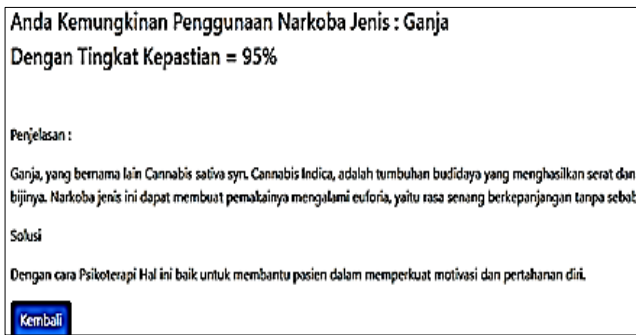 Anda Kemungkinan Penggunaan Narkoba Jenis : Ganja
Dengan Tingkat Kepastian = 95%
Penjelasan :
Ganja, yang bernama lain Cannabis sativa syn. Cannabis Indica, adalah tumbuhan budidaya yang menghasilkan serat dan
bijinya. Narkoba jenis ini dapat membuat pemakainya mengalami euforia, yaitu rasa senang berkepanjangan tanpa sebab
Solusi
Dengan cara Psikoterapi Hal ini baik untuk membantu pasien dalam memperkuat motivasi dan pertahanan diri.
Kembali